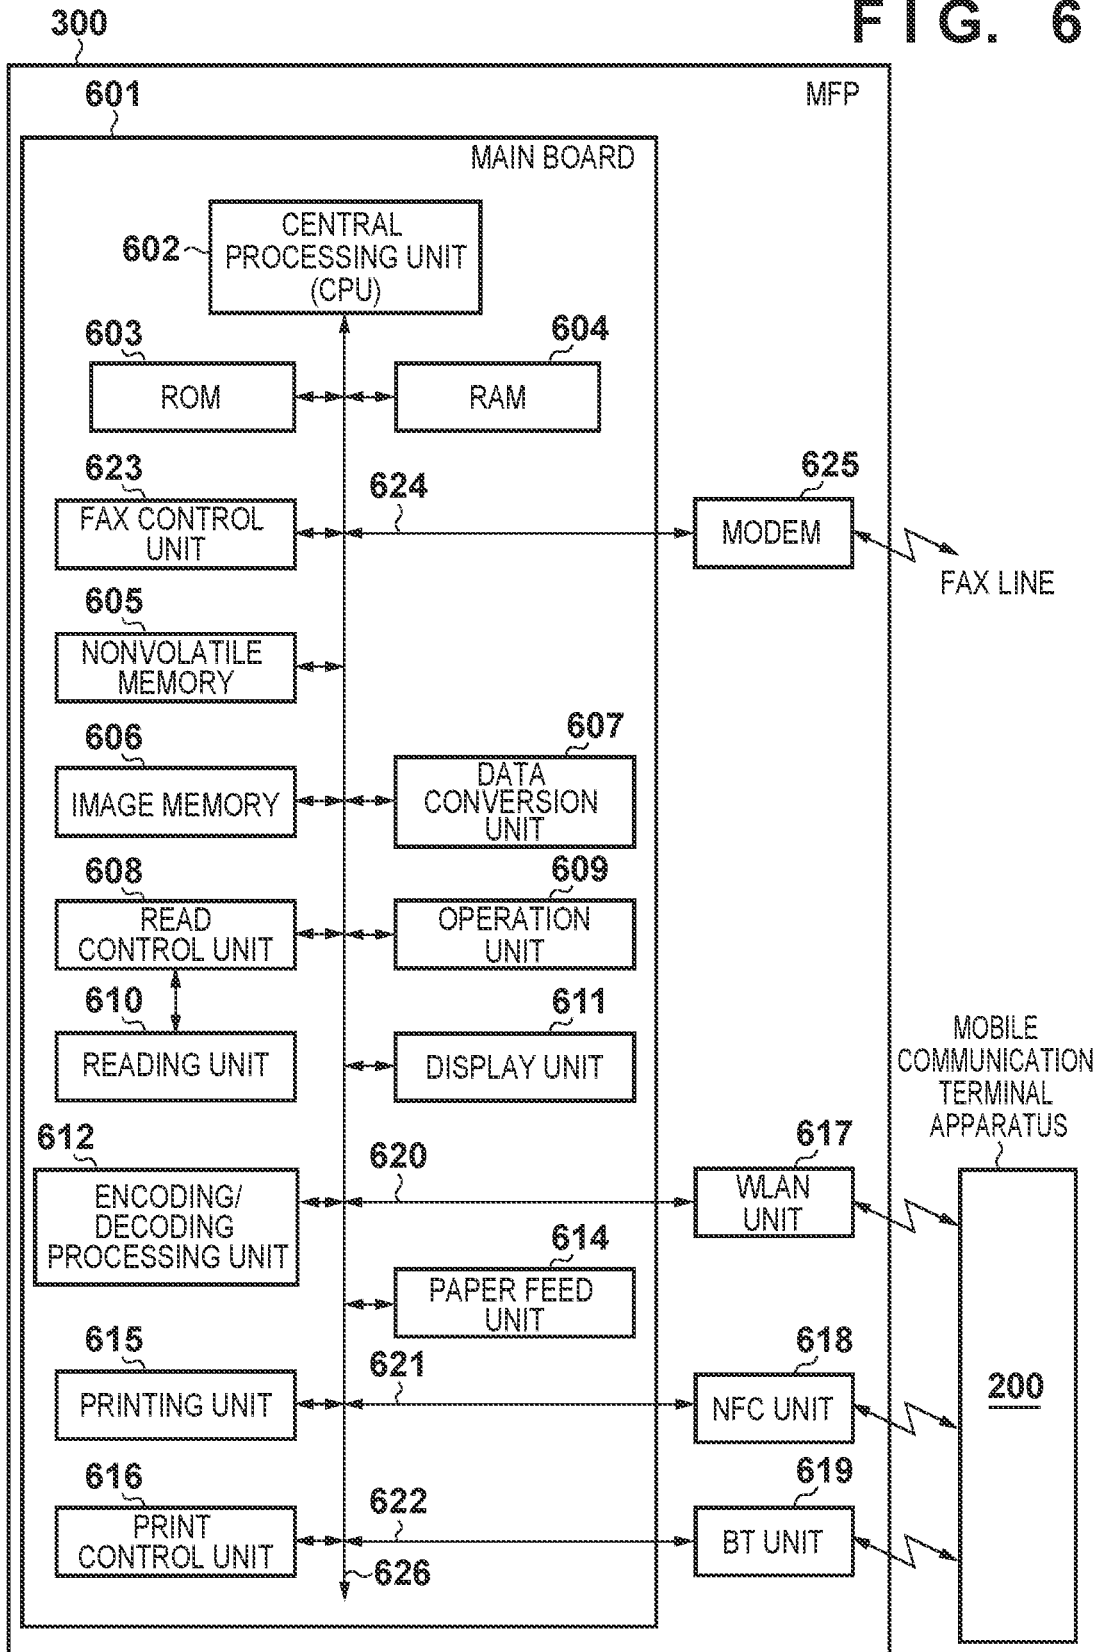 FIG. 6
300
601
MFP
MAIN BOARD
602
CENTRAL
PROCESSING UNIT
(CPU)
603
ROM
604
RAM
623
FAX CONTROL
UNIT
624
625
MODEM
FAX LINE
605
NONVOLATILE
MEMORY
606
IMAGE MEMORY
607
DATA
CONVERSION
UNIT
608
READ
CONTROL UNIT
609
OPERATION
UNIT
610
READING UNIT
611
DISPLAY UNIT
MOBILE
COMMUNICATION
TERMINAL
APPARATUS
612
ENCODING/
DECODING
PROCESSING UNIT
620
617
WLAN
UNIT
614
PAPER FEED
UNIT
615
PRINTING UNIT
621
618
NFC UNIT
200
616
PRINT
CONTROL UNIT
622
619
BT UNIT
626